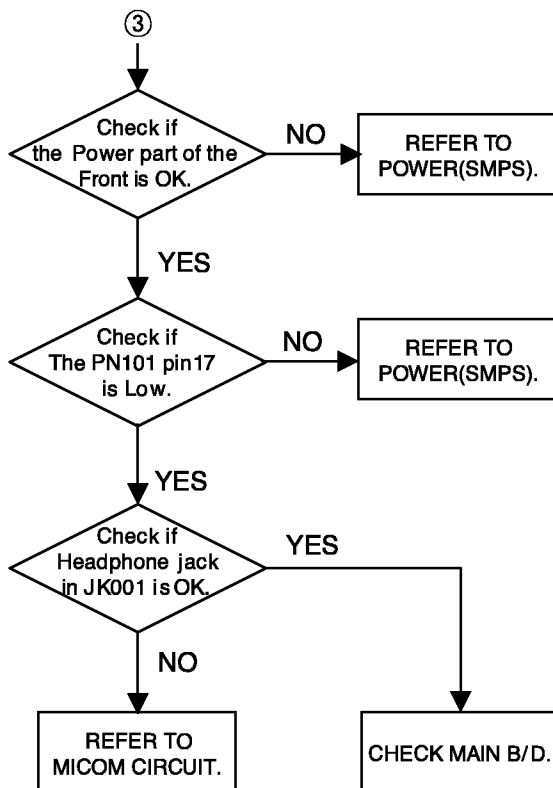 ③
Check if
the Power part of the
Front is OK.
NO
REFER TO
POWER(SMPS).
YES
Check if
The PN101 pin17
is Low.
NO
REFER TO
POWER(SMPS).
YES
Check if
Headphone jack
in JK001 is OK.
YES
NO
REFER TO
MICOM CIRCUIT.
CHECK MAIN B/D.